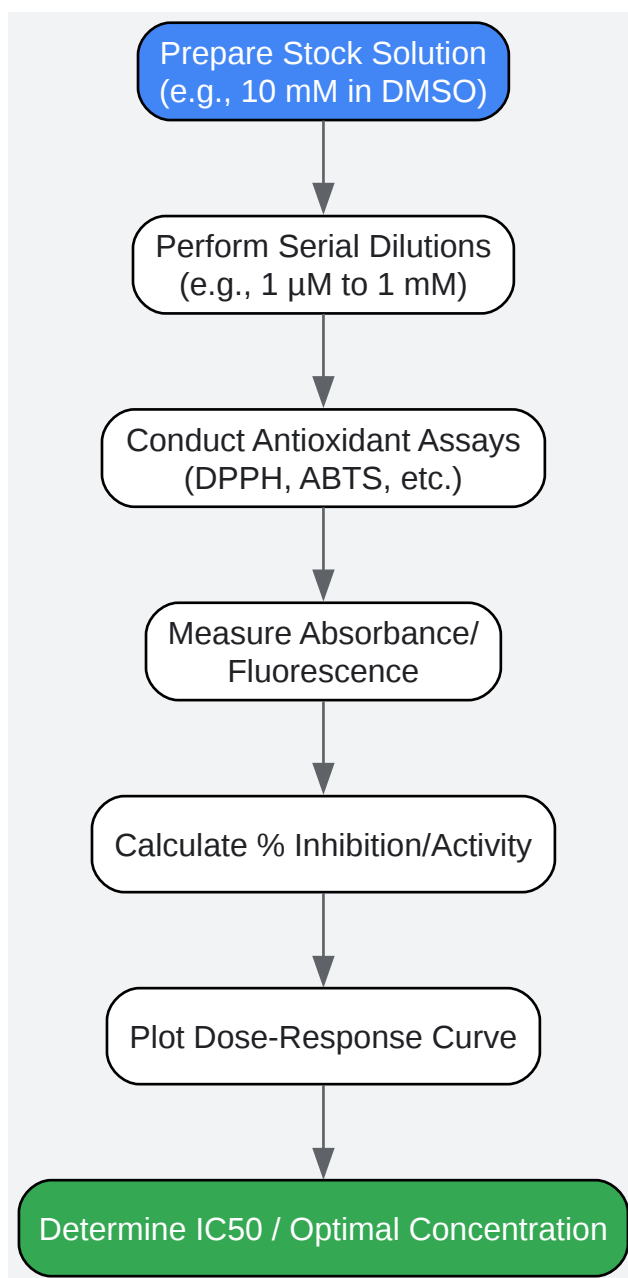 Prepare Stock Solution
(e.g., 10 mM in DMSO)
Perform Serial Dilutions
(e.g., 1 µM to 1 mM)
Conduct Antioxidant Assays
(DPPH, ABTS, etc.)
Measure Absorbance/
Fluorescence
Calculate % Inhibition/Activity
Plot Dose-Response Curve
Determine IC50 / Optimal Concentration